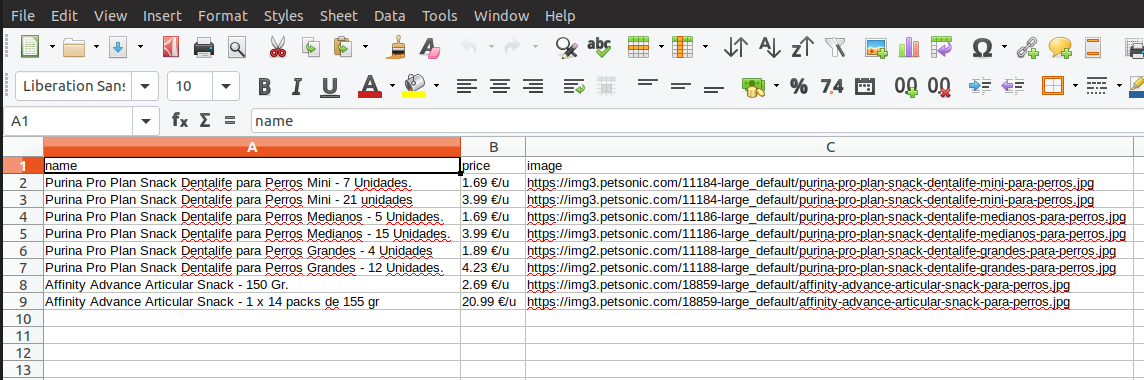 File Edit View Insert Format Styles Sheet Data Tools Window Help
abc
A Z
Liberation Sans 10 B I U A % 7.4 0.0 0.0
A1 fx Σ = name
A B C
1 name price image
2 Purina Pro Plan Snack Dentalife para Perros Mini - 7 Unidades. 1.69 €/u https://img3.petsonic.com/11184-large_default/purina-pro-plan-snack-dentalife-mini-para-perros.jpg
3 Purina Pro Plan Snack Dentalife para Perros Mini - 21 unidades 3.99 €/u https://img3.petsonic.com/11184-large_default/purina-pro-plan-snack-dentalife-mini-para-perros.jpg
4 Purina Pro Plan Snack Dentalife para Perros Medianos - 5 Unidades. 1.69 €/u https://img3.petsonic.com/11186-large_default/purina-pro-plan-snack-dentalife-medianos-para-perros.jpg
5 Purina Pro Plan Snack Dentalife para Perros Medianos - 15 Unidades. 3.99 €/u https://img3.petsonic.com/11186-large_default/purina-pro-plan-snack-dentalife-medianos-para-perros.jpg
6 Purina Pro Plan Snack Dentalife para Perros Grandes - 4 Unidades 1.89 €/u https://img2.petsonic.com/11188-large_default/purina-pro-plan-snack-dentalife-grandes-para-perros.jpg
7 Purina Pro Plan Snack Dentalife para Perros Grandes - 12 Unidades. 4.23 €/u https://img2.petsonic.com/11188-large_default/purina-pro-plan-snack-dentalife-grandes-para-perros.jpg
8 Affinity Advance Articular Snack - 150 Gr. 2.69 €/u https://img3.petsonic.com/18859-large_default/affinity-advance-articular-snack-para-perros.jpg
9 Affinity Advance Articular Snack - 1 x 14 packs de 155 gr 20.99 €/u https://img3.petsonic.com/18859-large_default/affinity-advance-articular-snack-para-perros.jpg
10
11
12
13